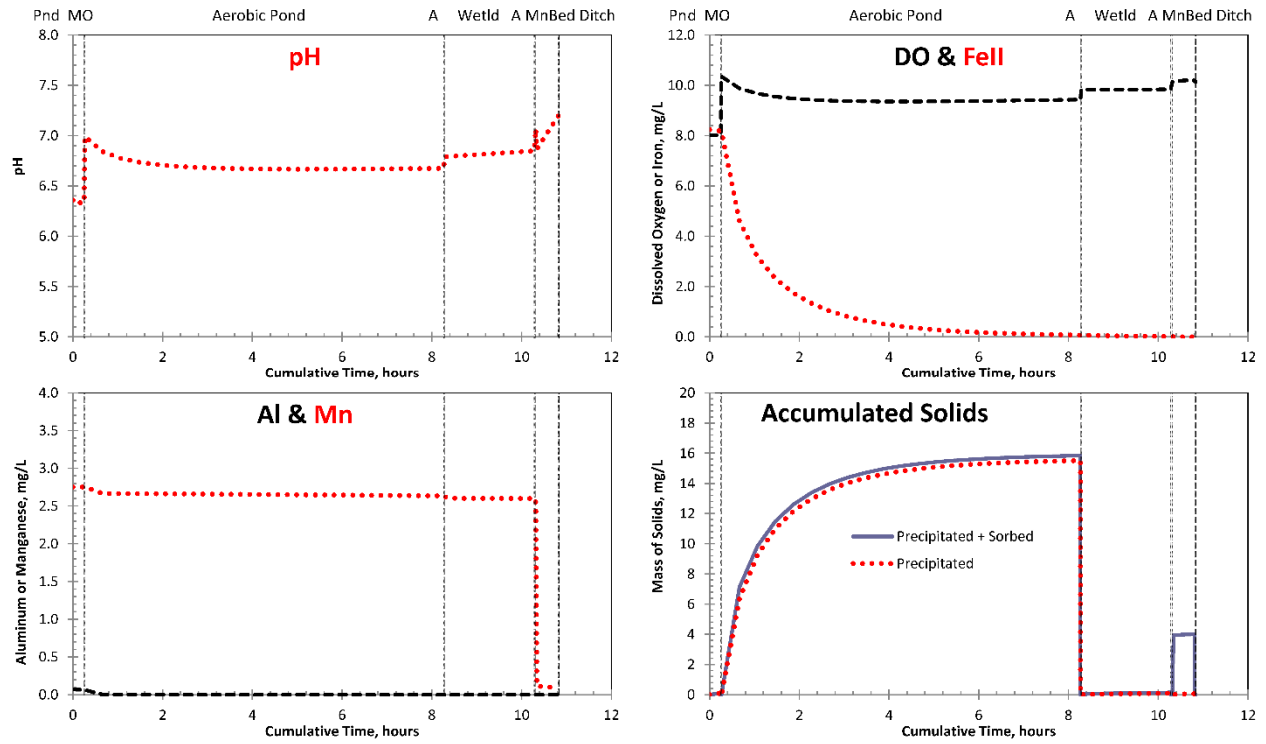 Pnd MO Aerobic Pond A Wetld A MnBed Ditch
8.0
7.5
7.0
6.5
6.0
5.5
5.0
pH
pH
0 2 4 6 8 10 12
Cumulative Time, hours
Pnd MO Aerobic Pond A Wetld A MnBed Ditch
12.0
10.0
8.0
6.0
4.0
2.0
0.0
Dissolved Oxygen or Iron, mg/L
DO & FeII
0 2 4 6 8 10 12
Cumulative Time, hours
4.0
3.5
3.0
2.5
2.0
1.5
1.0
0.5
0.0
Aluminum or Manganese, mg/L
Al & Mn
0 2 4 6 8 10 12
Cumulative Time, hours
20
18
16
14
12
10
8
6
4
2
0
Mass of Solids, mg/L
Accumulated Solids
Precipitated + Sorbed
Precipitated
0 2 4 6 8 10 12
Cumulative Time, hours